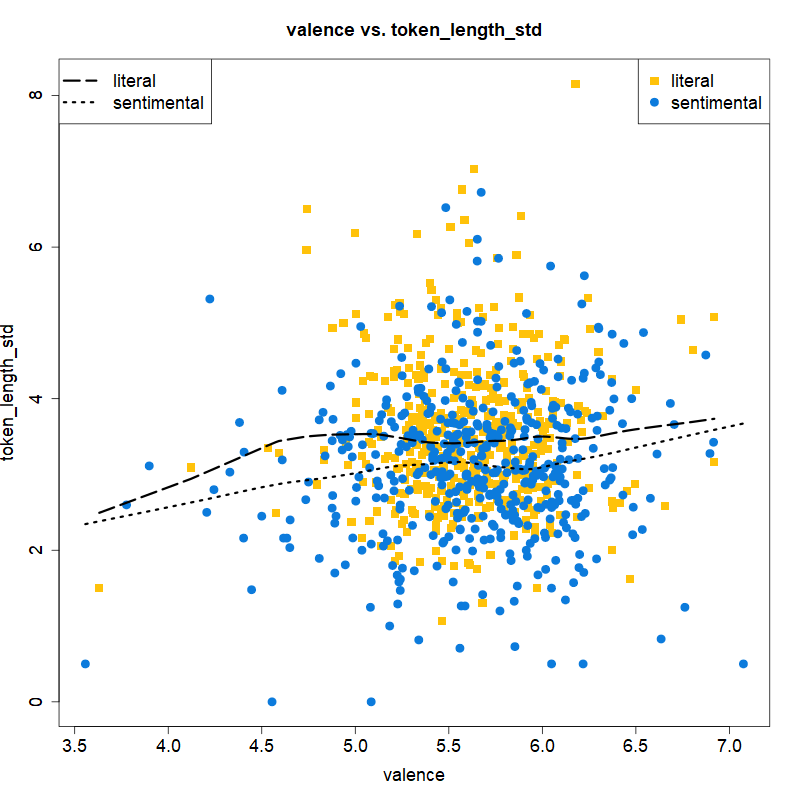 valence vs. token_length_std
literal
sentimental
literal
sentimental
token_length_std
8
6
4
2
0
3.5 4.0 4.5 5.0 5.5 6.0 6.5 7.0
valence